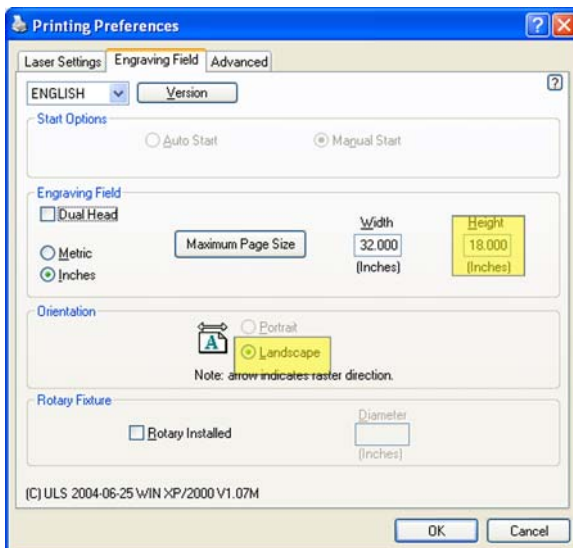 Printing Preferences
Laser Settings Engraving Field Advanced
ENGLISH Version
Start Options
Auto Start Manual Start
Engraving Field
Dual Head
Width Height
Metric Maximum Page Size 32.000 18.000
Inches (Inches) (Inches)
Orientation
Portrait
A
Landscape
Note: arrow indicates raster direction.
Rotary Fixture
Diameter
Rotary Installed
(Inches)
(C) ULS 2004-06-25 WIN XP/2000 V1.07M
OK Cancel